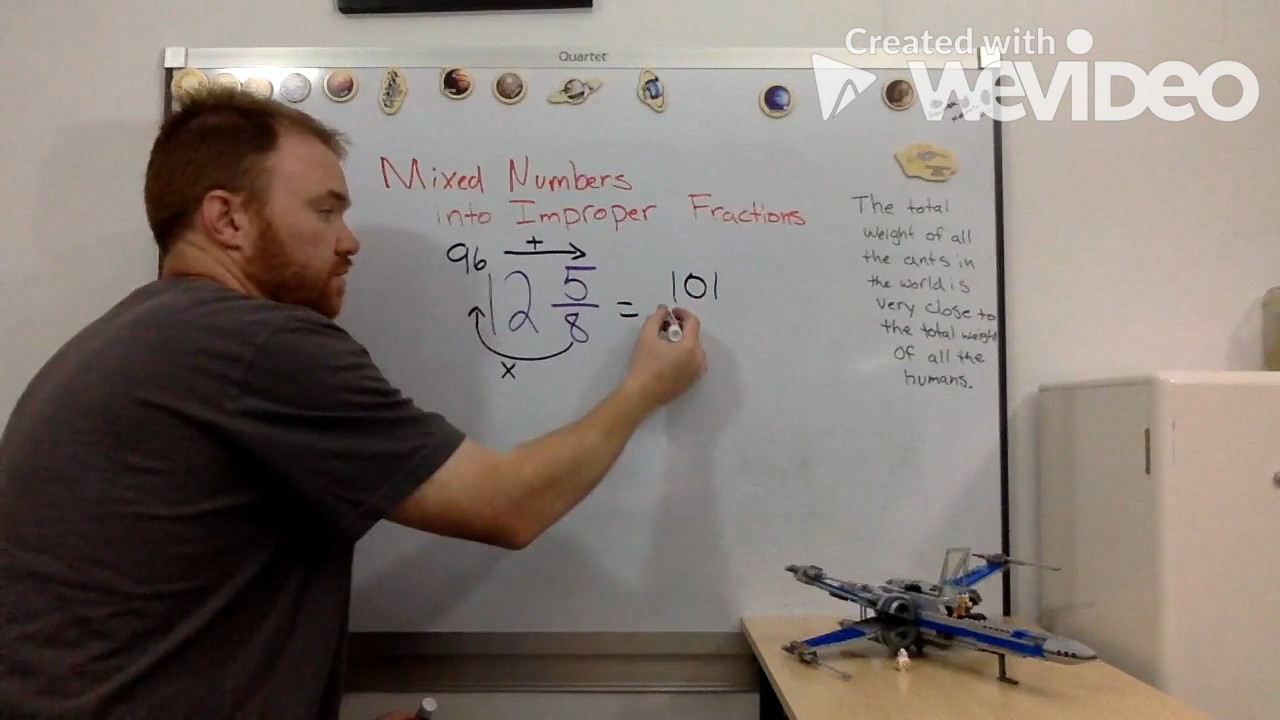 Quartet
Created with
WEVIDEO
Mixed Numbers
into Improper Fractions
96 +
12 5/8 = 101
x
The total
weight of all
the ants in
the world is
very close to
the total weight
of all the
humans.